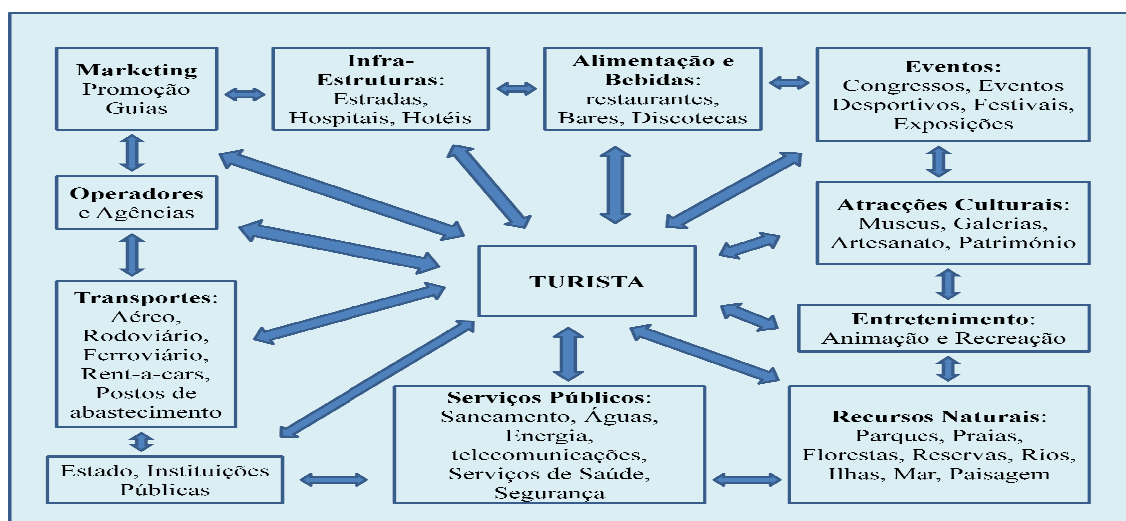 Marketing
Promoção
Guias
Infra-
Estruturas:
Estradas,
Hospitais, Hotéis
Alimentação e
Bebidas:
restaurantes,
Bares, Discotecas
Eventos:
Congressos, Eventos
Desportivos, Festivais,
Exposições
Operadores
e Agências
Atracções Culturais:
Museus, Galerias,
Artesanato, Património
TURISTA
Transportes:
Aéreo,
Rodoviário,
Ferroviário,
Rent-a-cars,
Postos de
abastecimento
Entretenimento:
Animação e Recreação
Serviços Públicos:
Saneamento, Águas,
Energia,
telecomunicações,
Serviços de Saúde,
Segurança
Recursos Naturais:
Parques, Praias,
Florestas, Reservas, Rios,
Ilhas, Mar, Paisagem
Estado, Instituições
Públicas